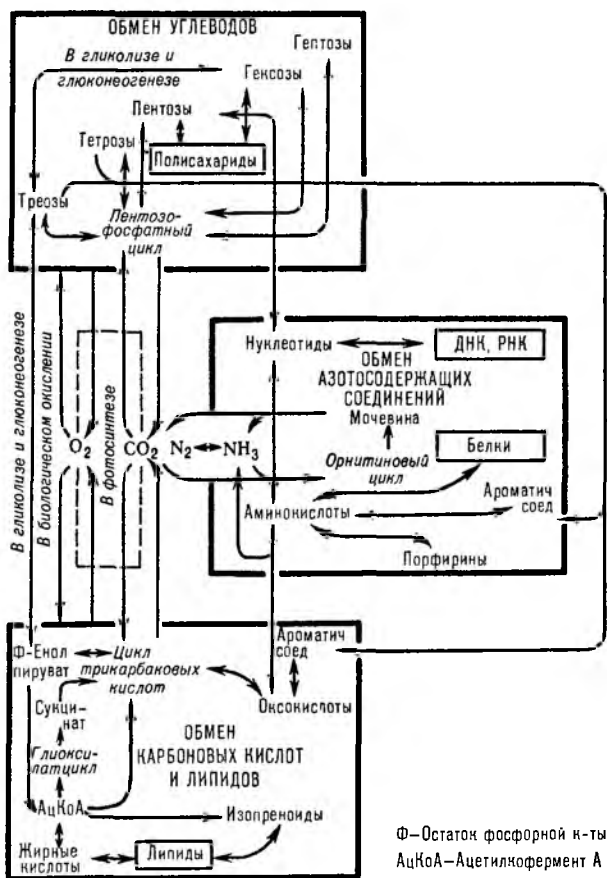 ОБМЕН УГЛЕВОДОВ
Гептозы
В гликолизе и
глюконеогенезе
Гексозы
Пентозы
Тетрозы
Полисахариды
Треозы
Пентозо-
фосфатный
цикл
В гликолизе и глюконеогенезе
В биологическом окислении
В фотосинтезе
Нуклеотиды
ДНК, РНК
ОБМЕН
АЗОТОСОДЕРЖАЩИХ
СОЕДИНЕНИЙ
Мочевина
O2
CO2
N2
NH3
Белки
Орнитиновый
цикл
Ароматич
соед
Аминокислоты
Порфирины
Ф-Енол
пируват
Цикл
трикарбаковых
кислот
Ароматич
соед
Сукци-
нат
Оксокислоты
Глиокси-
латцикл
ОБМЕН
КАРБОНОВЫХ КИСЛОТ
И ЛИПИДОВ
АцКоА
Изопреноиды
Жирные
кислоты
Липиды
Ф–Остаток фосфорной к-ты
АцКоА–Ацетилкофермент А